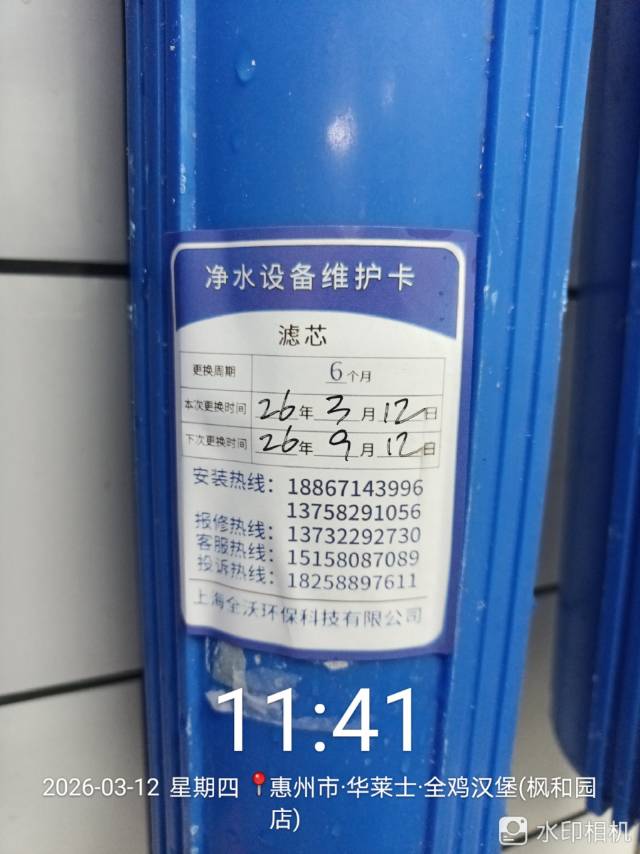 净水设备维护卡
滤芯
更换周期 6个月
本次更换时间 26年3月12日
下次更换时间 26年9月12日
安装热线：18867143996
13758291056
报修热线：13732292730
客服热线：15158087089
投诉热线：18258897611
上海全沃环保科技有限公司
11:41
2026-03-12 星期四 📍惠州市·华莱士·全鸡汉堡(枫和园
店)
水印相机